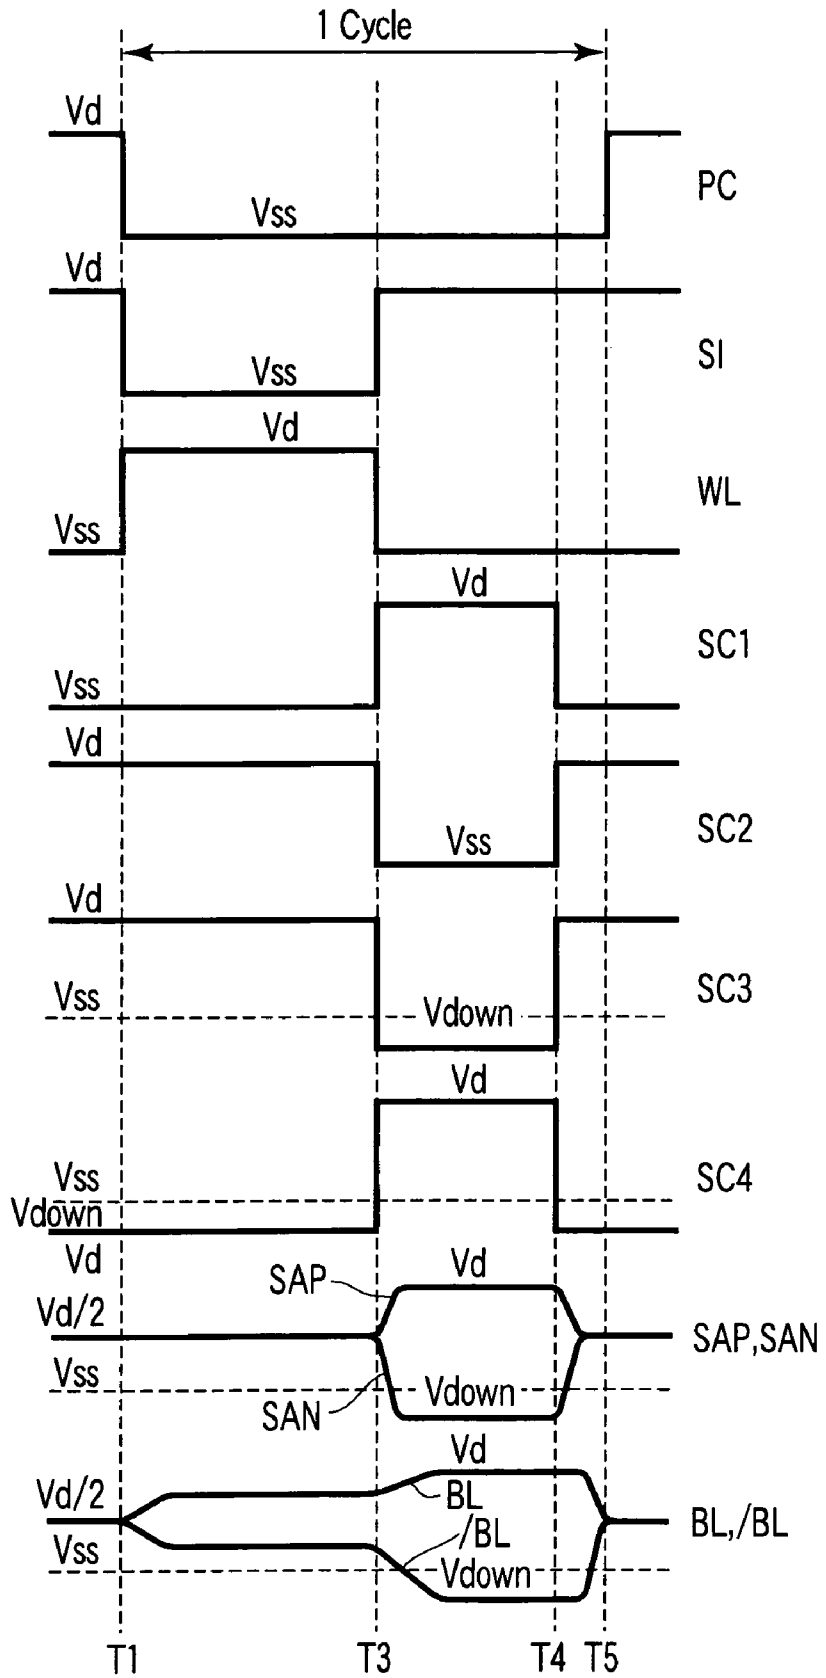 1 Cycle
Vd
Vss
PC
Vd
Vss
SI
Vd
Vss
WL
Vd
Vss
SC1
Vd
Vss
SC2
Vd
Vss
Vdown
SC3
Vd
Vss
Vdown
SC4
Vd
SAP
Vd
Vd/2
SAP,SAN
Vss
Vdown
SAN
Vd
Vd/2
BL
BL,/BL
/BL
Vss
Vdown
T1 T3 T4 T5